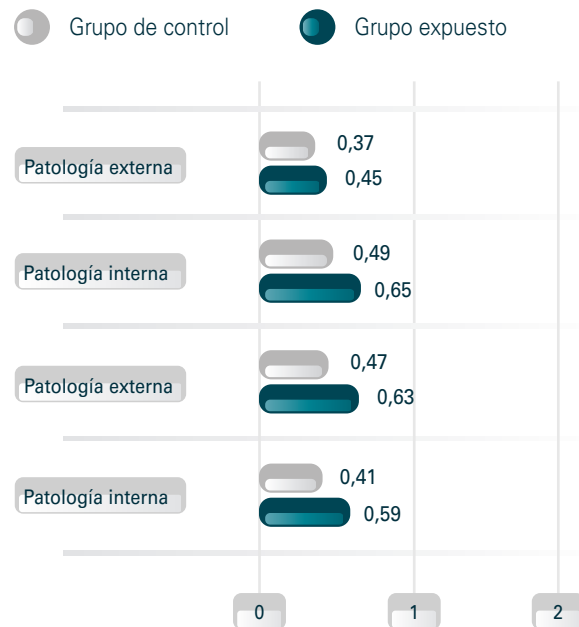 Grupo de control
Grupo expuesto
Patología externa
0,37
0,45
Patología interna
0,49
0,65
Patología externa
0,47
0,63
Patología interna
0,41
0,59
0 1 2